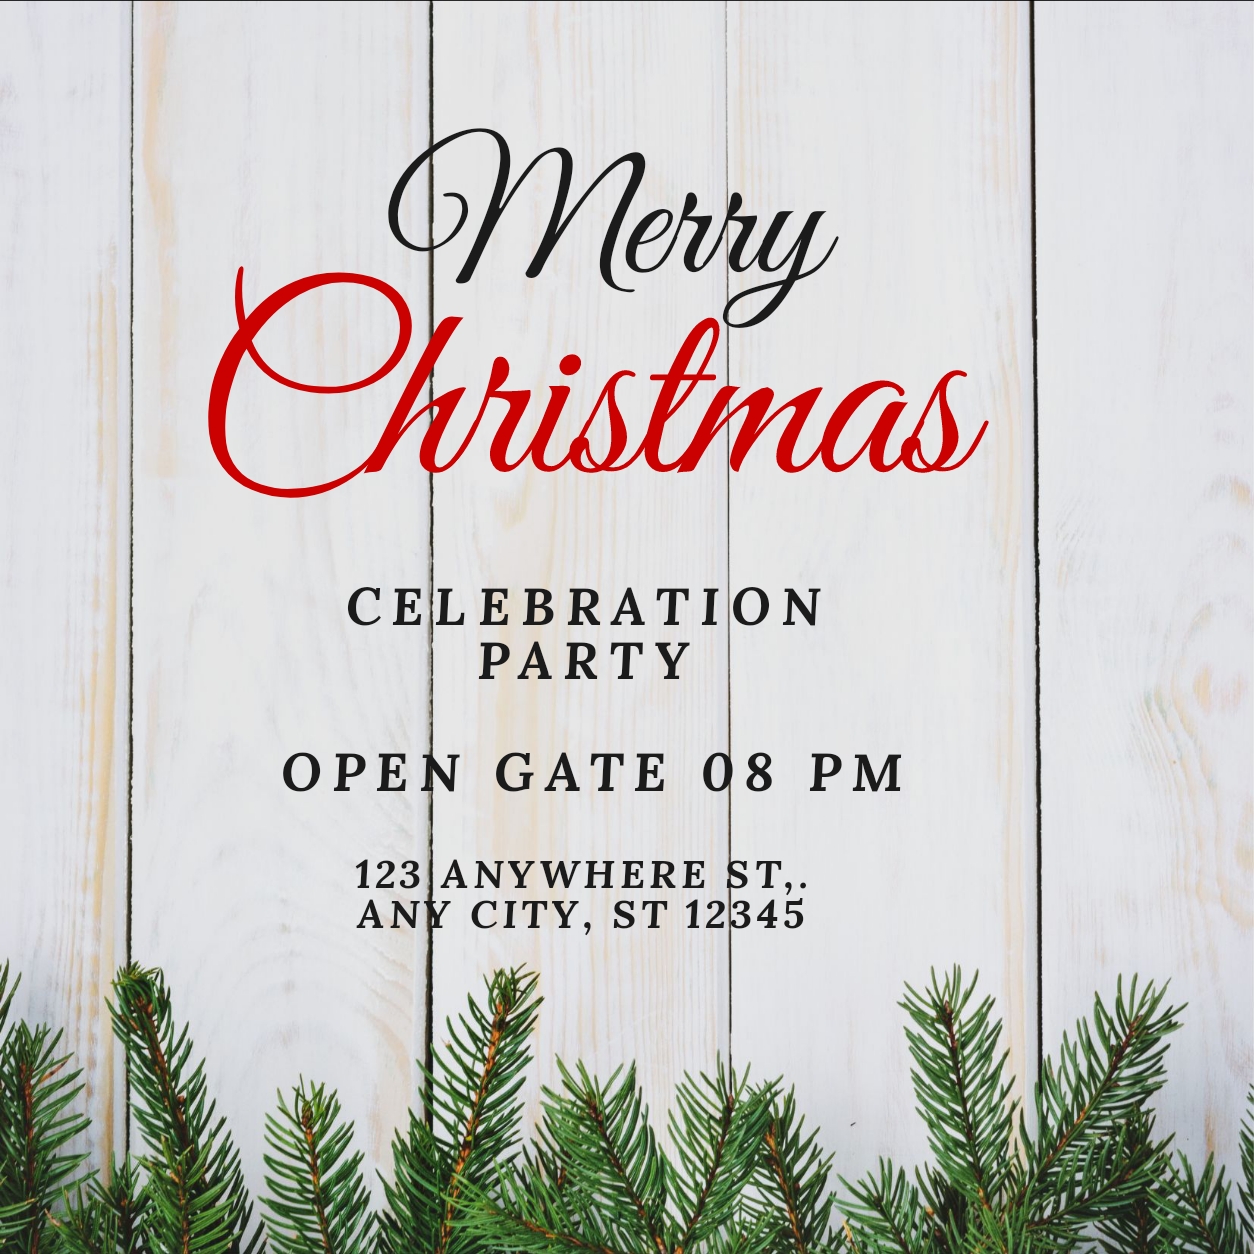 Merry
Christmas
CELEBRATION
PARTY
OPEN GATE 08 PM
123 ANYWHERE ST,.
ANY CITY, ST 12345